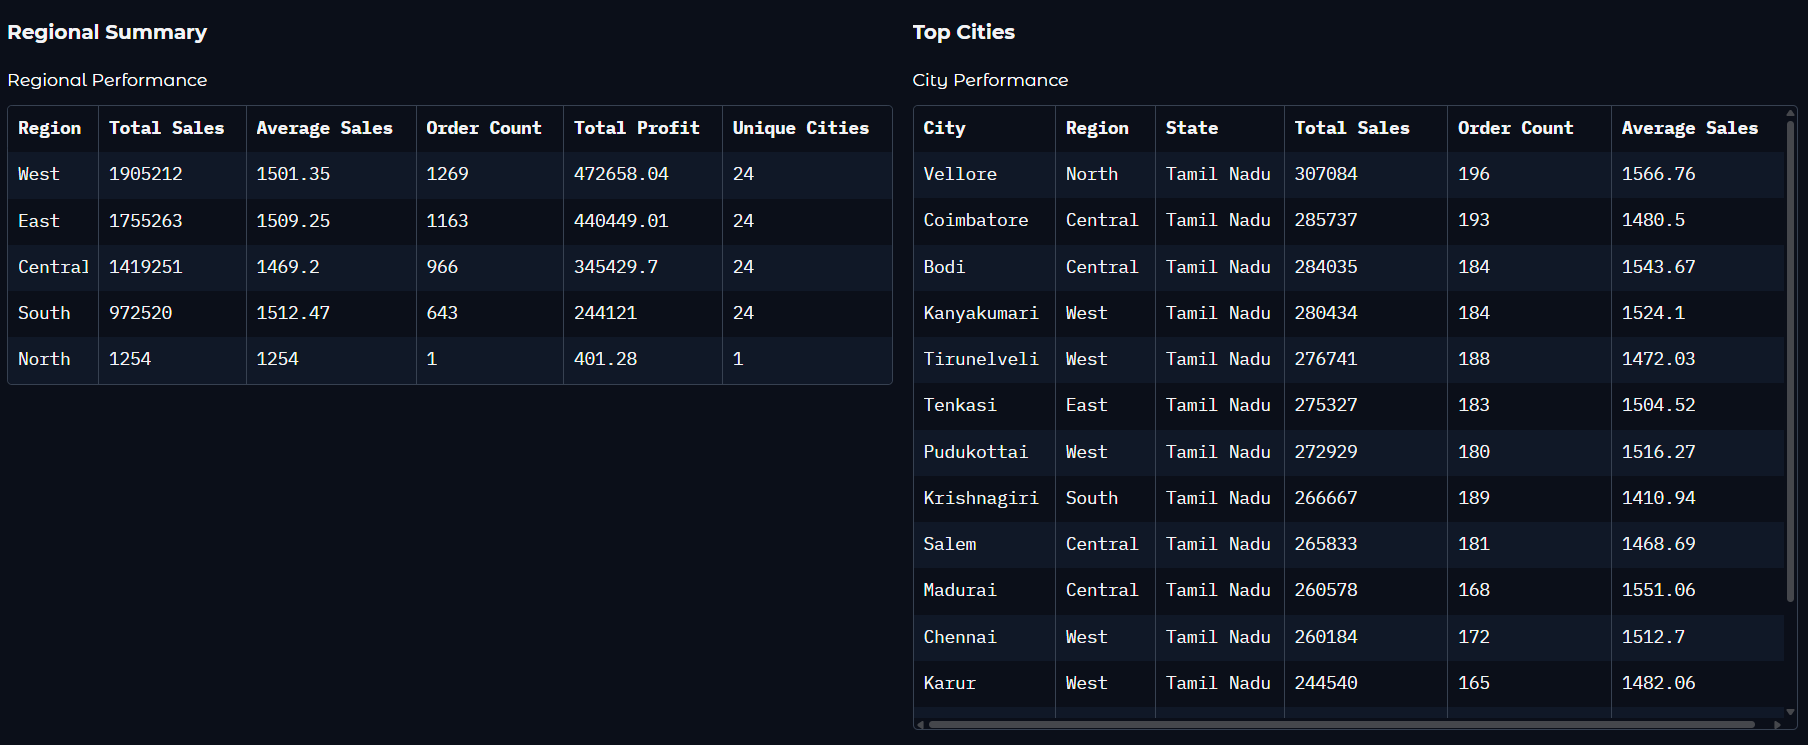 Regional Summary
Regional Performance
Region Total Sales Average Sales Order Count Total Profit Unique Cities
West 1905212 1501.35 1269 472658.04 24
East 1755263 1509.25 1163 440449.01 24
Central 1419251 1469.2 966 345429.7 24
South 972520 1512.47 643 244121 24
North 1254 1254 1 401.28 1
Top Cities
City Performance
City Region State Total Sales Order Count Average Sales
Vellore North Tamil Nadu 307084 196 1566.76
Coimbatore Central Tamil Nadu 285737 193 1480.5
Bodi Central Tamil Nadu 284035 184 1543.67
Kanyakumari West Tamil Nadu 280434 184 1524.1
Tirunelveli West Tamil Nadu 276741 188 1472.03
Tenkasi East Tamil Nadu 275327 183 1504.52
Pudukottai West Tamil Nadu 272929 180 1516.27
Krishnagiri South Tamil Nadu 266667 189 1410.94
Salem Central Tamil Nadu 265833 181 1468.69
Madurai Central Tamil Nadu 260578 168 1551.06
Chennai West Tamil Nadu 260184 172 1512.7
Karur West Tamil Nadu 244540 165 1482.06